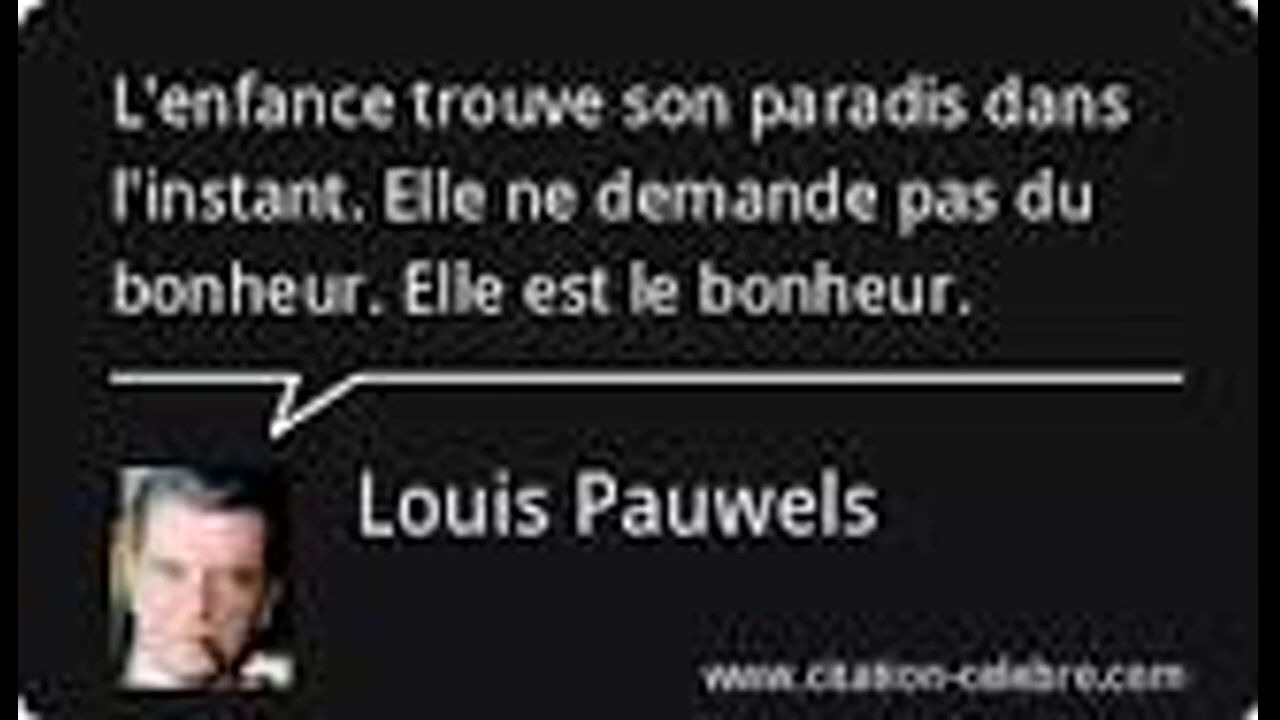 L'enfance trouve son paradis dans
l'instant. Elle ne demande pas du
bonheur. Elle est le bonheur.
Louis Pauwels
www.citation-celebre.com